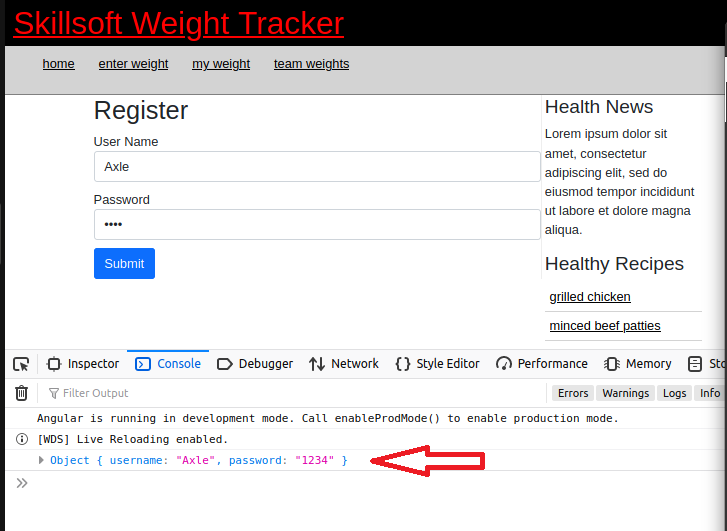 Skillsoft Weight Tracker
home enter weight my weight team weights
Register
User Name
Axle
Password
••••
Submit
Health News
Lorem ipsum dolor sit
amet, consectetur
adipiscing elit, sed do
eiusmod tempor incididunt
ut labore et dolore magna
aliqua.
Healthy Recipes
grilled chicken
minced beef patties
Inspector Console Debugger Network Style Editor Performance Memory Sto
Filter Output Errors Warnings Logs Info
Angular is running in development mode. Call enableProdMode() to enable production mode.
[WDS] Live Reloading enabled.
Object { username: "Axle", password: "1234" }